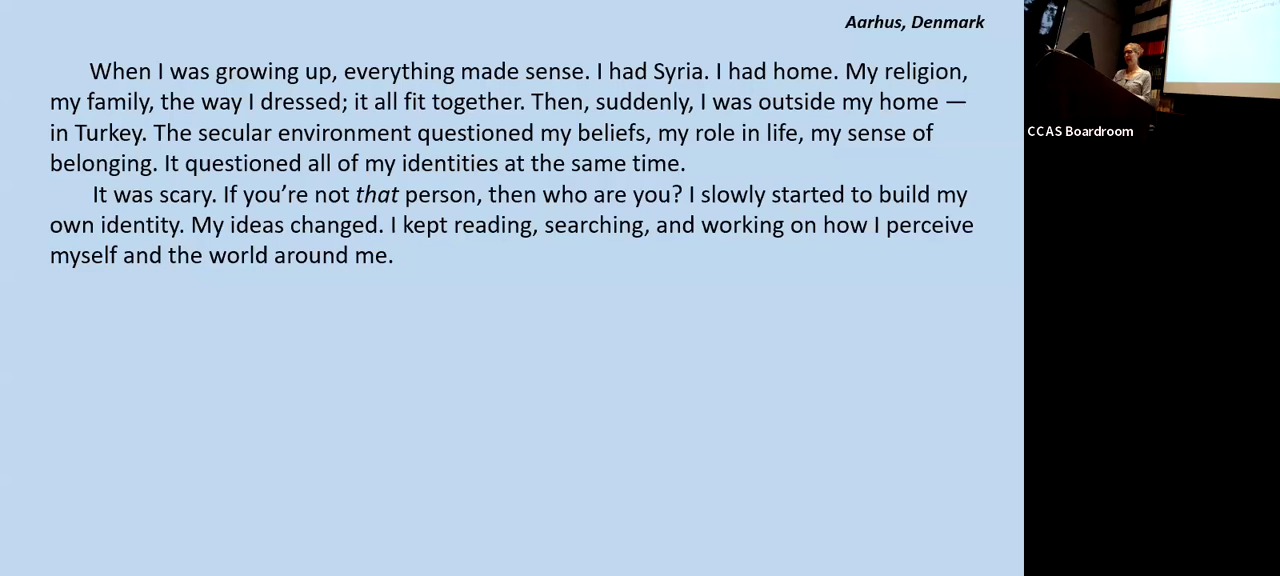 Aarhus, Denmark
When I was growing up, everything made sense. I had Syria. I had home. My religion,
my family, the way I dressed; it all fit together. Then, suddenly, I was outside my home —
in Turkey. The secular environment questioned my beliefs, my role in life, my sense of
belonging. It questioned all of my identities at the same time.
It was scary. If you’re not that person, then who are you? I slowly started to build my
own identity. My ideas changed. I kept reading, searching, and working on how I perceive
myself and the world around me.
CCAS Boardroom